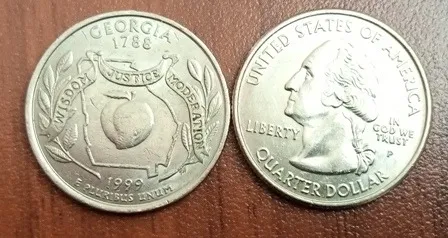 GEORGIA
1788
WISDOM
JUSTICE
MODERATION
1999
E PLURIBUS UNUM
UNITED STATES OF AMERICA
LIBERTY
IN
GOD WE
TRUST
P
QUARTER DOLLAR